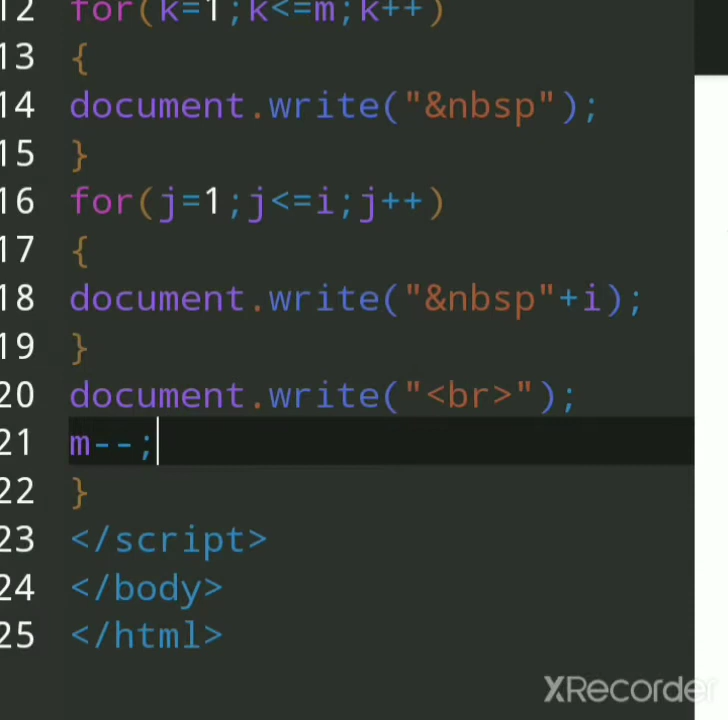 12 for(k=1;k<=m;k++)
13 {
14 document.write("&nbsp");
15 }
16 for(j=1;j<=i;j++)
17 {
18 document.write("&nbsp"+i);
19 }
20 document.write("<br>");
21 m--;
22 }
23 </script>
24 </body>
25 </html>
XRecorder